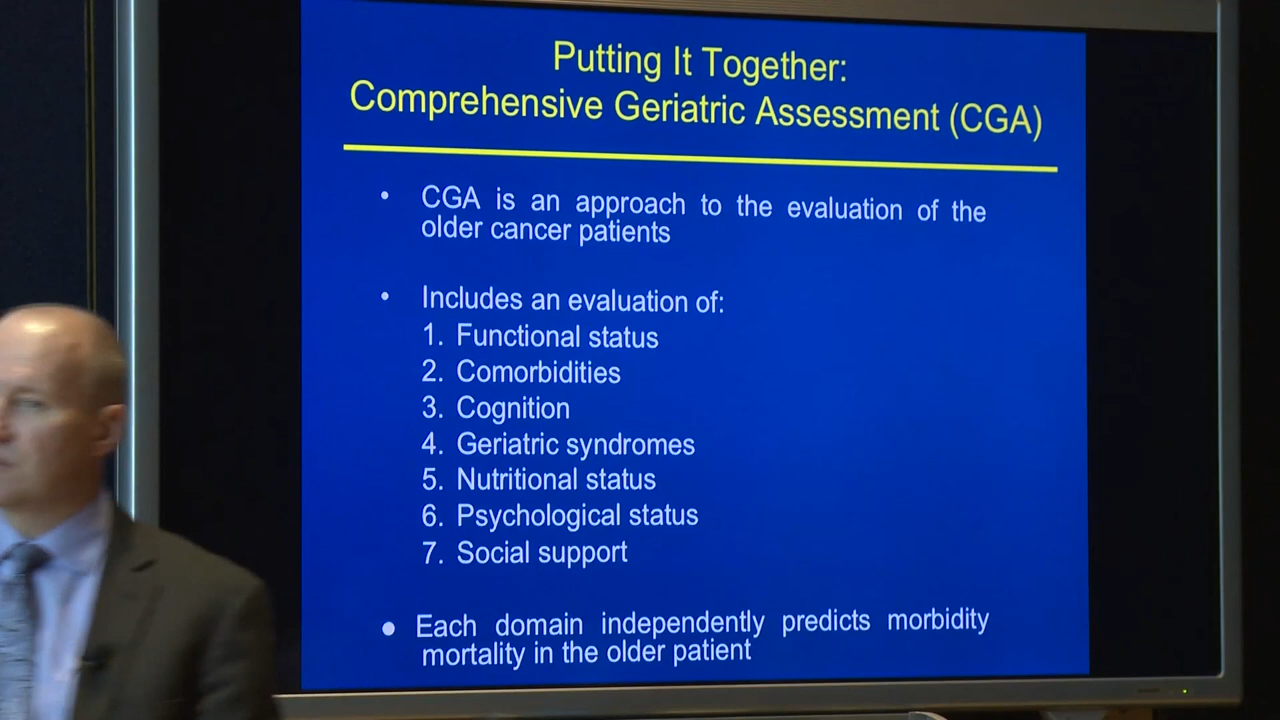 Putting It Together:
Comprehensive Geriatric Assessment (CGA)
• CGA is an approach to the evaluation of the
older cancer patients
• Includes an evaluation of:
1. Functional status
2. Comorbidities
3. Cognition
4. Geriatric syndromes
5. Nutritional status
6. Psychological status
7. Social support
● Each domain independently predicts morbidity
mortality in the older patient